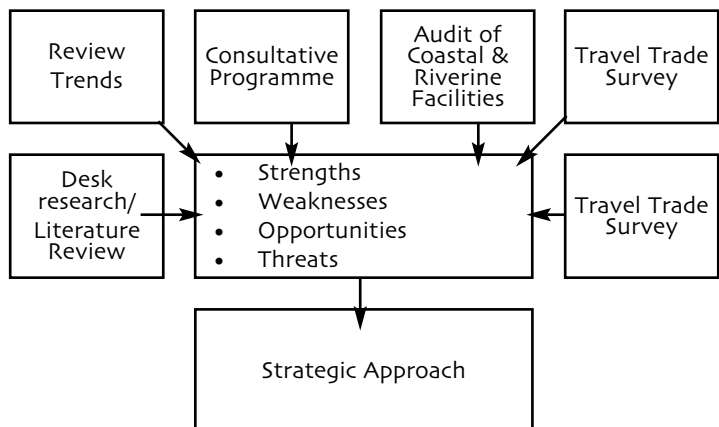 Review
Trends
Consultative
Programme
Audit of
Coastal &
Riverine
Facilities
Travel Trade
Survey
Desk
research/
Literature
Review
• Strengths
• Weaknesses
• Opportunities
• Threats
Travel Trade
Survey
Strategic Approach